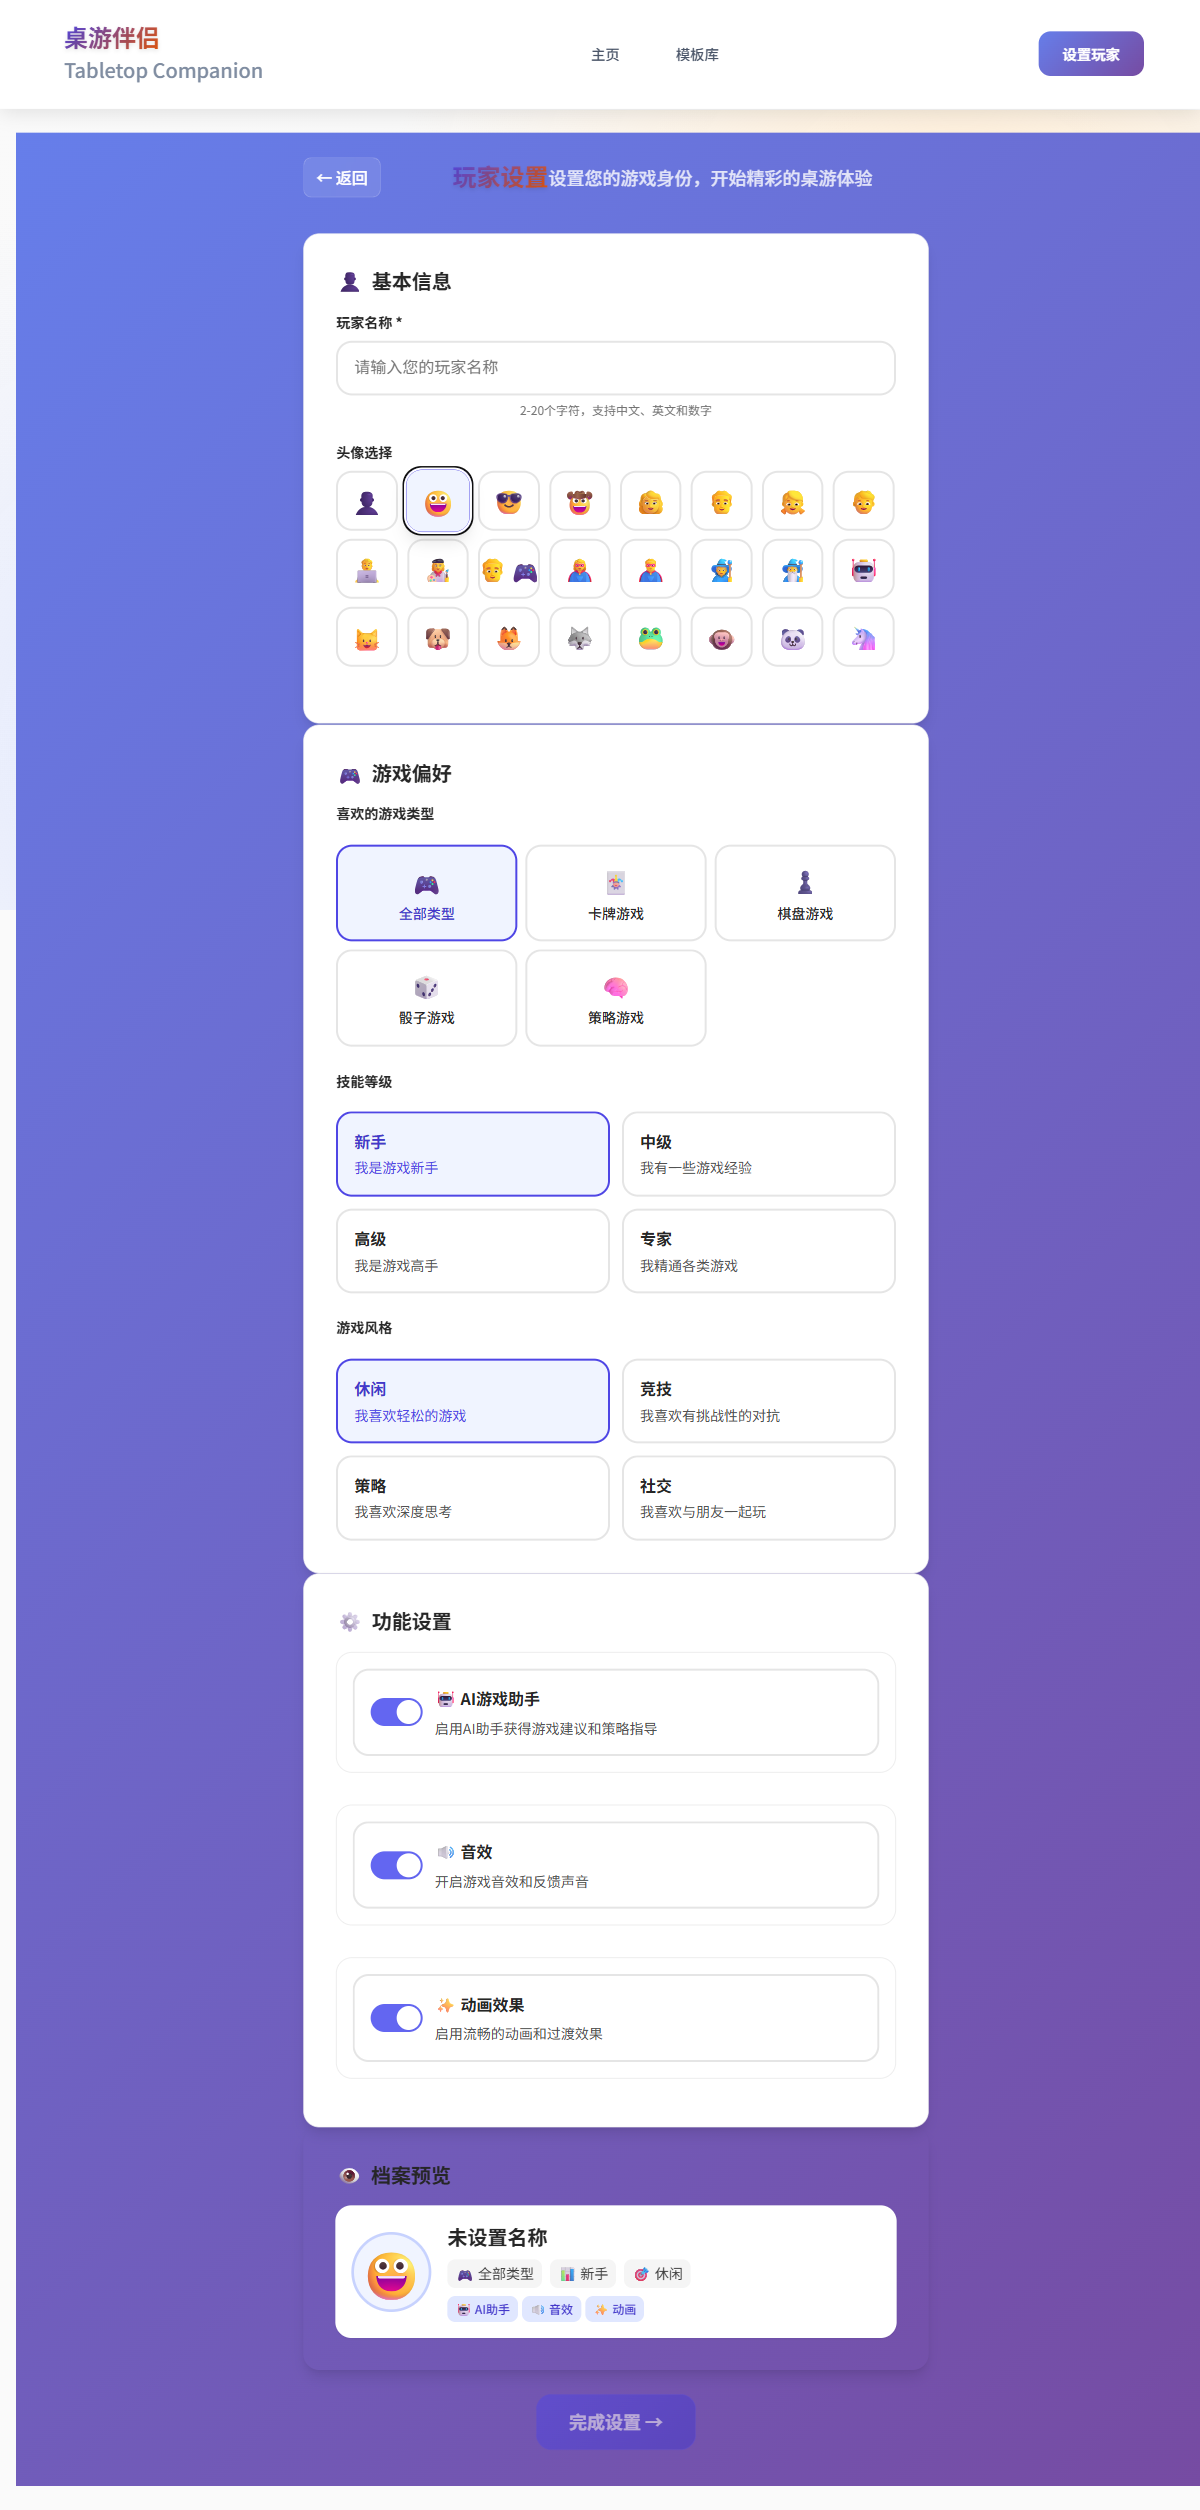 桌游伴侣
Tabletop Companion
主页
模板库
设置玩家
← 返回
玩家设置设置您的游戏身份，开始精彩的桌游体验
基本信息
玩家名称 *
请输入您的玩家名称
2-20个字符，支持中文、英文和数字
头像选择
游戏偏好
喜欢的游戏类型
全部类型
卡牌游戏
棋盘游戏
骰子游戏
策略游戏
技能等级
新手
我是游戏新手
中级
我有一些游戏经验
高级
我是游戏高手
专家
我精通各类游戏
游戏风格
休闲
我喜欢轻松的游戏
竞技
我喜欢有挑战性的对抗
策略
我喜欢深度思考
社交
我喜欢与朋友一起玩
功能设置
AI游戏助手
启用AI助手获得游戏建议和策略指导
音效
开启游戏音效和反馈声音
动画效果
启用流畅的动画和过渡效果
档案预览
未设置名称
全部类型
新手
休闲
AI助手
音效
动画
完成设置 →